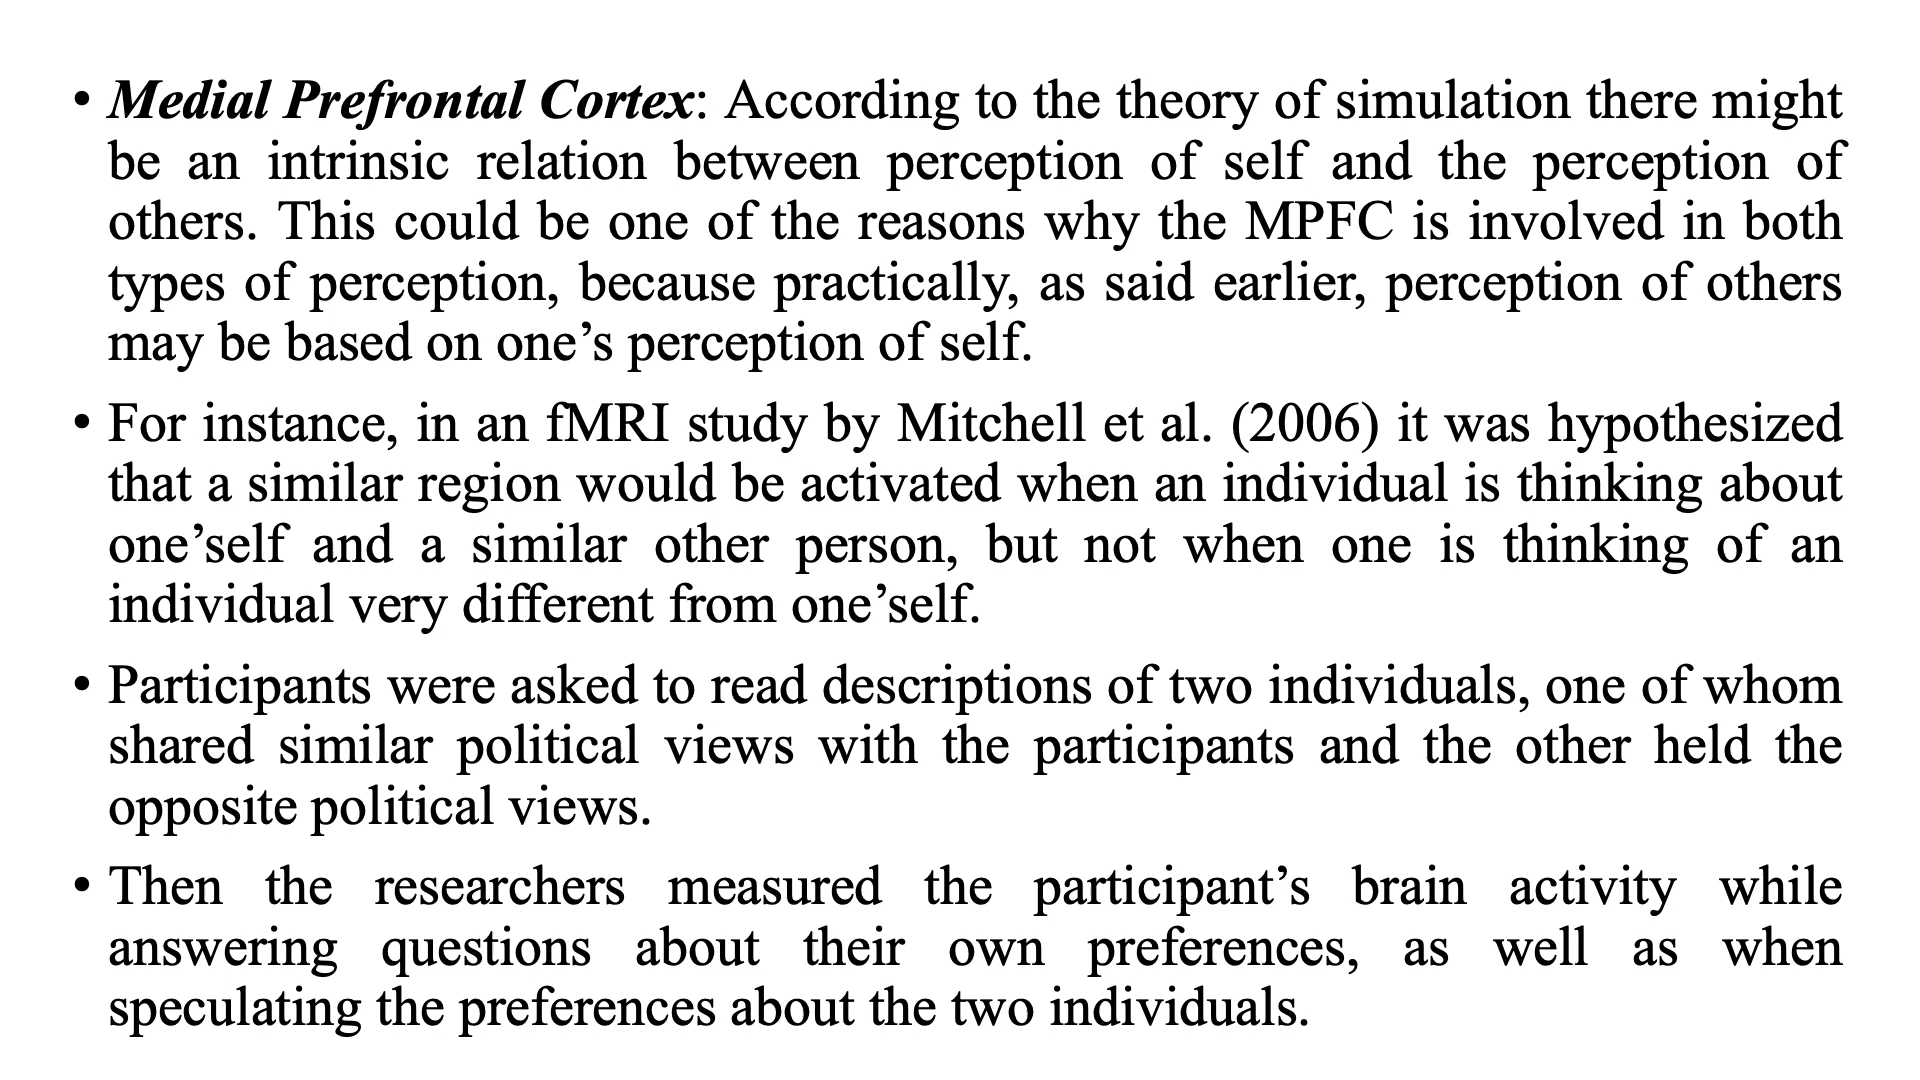 • Medial Prefrontal Cortex: According to the theory of simulation there might
be an intrinsic relation between perception of self and the perception of
others. This could be one of the reasons why the MPFC is involved in both
types of perception, because practically, as said earlier, perception of others
may be based on one’s perception of self.
• For instance, in an fMRI study by Mitchell et al. (2006) it was hypothesized
that a similar region would be activated when an individual is thinking about
one’self and a similar other person, but not when one is thinking of an
individual very different from one’self.
• Participants were asked to read descriptions of two individuals, one of whom
shared similar political views with the participants and the other held the
opposite political views.
• Then the researchers measured the participant’s brain activity while
answering questions about their own preferences, as well as when
speculating the preferences about the two individuals.